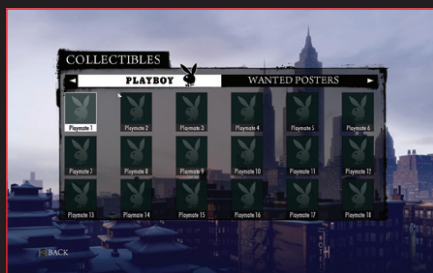 COLLECTIBLES
PLAYBOY WANTED POSTERS
Playmate 1 Playmate 2 Playmate 3 Playmate 4 Playmate 5 Playmate 6
Playmate 7 Playmate 8 Playmate 9 Playmate 10 Playmate 11 Playmate 12
Playmate 13 Playmate 14 Playmate 15 Playmate 16 Playmate 17 Playmate 18
BACK